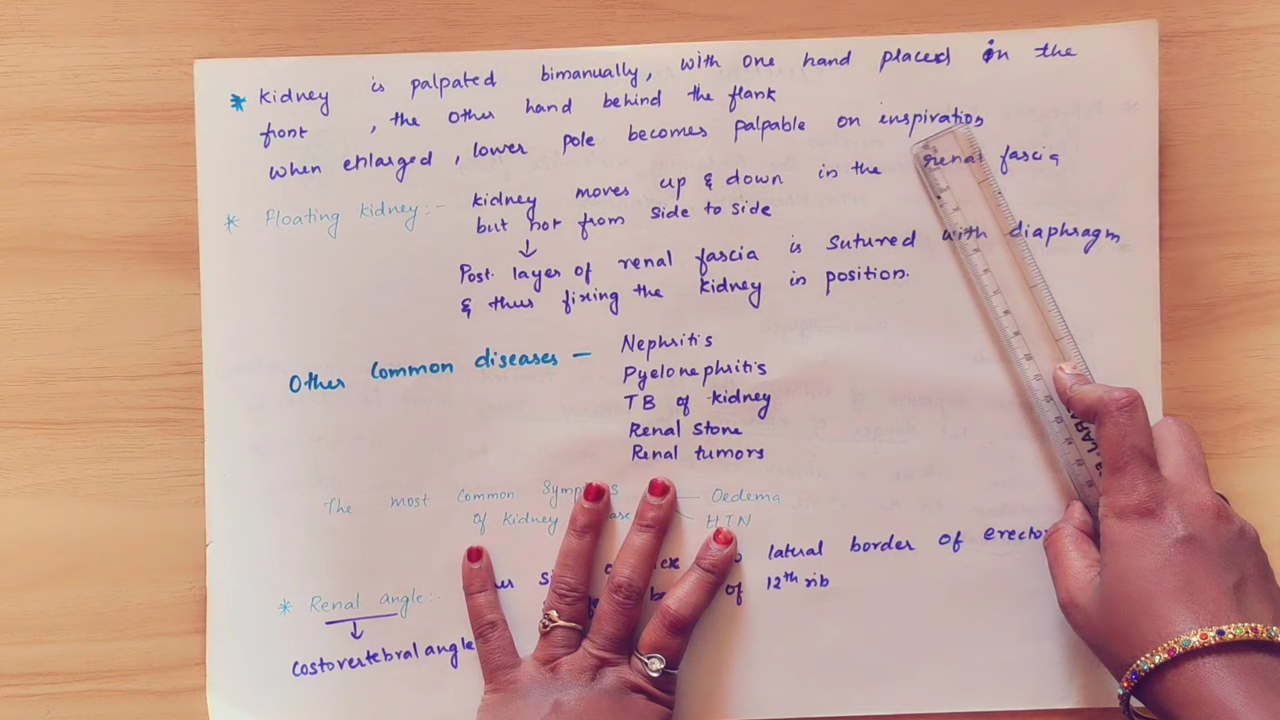 * Kidney is palpated bimanually, with one hand placed in the
front , the other hand behind the flank
when enlarged, lower pole becomes palpable on inspiration
* Floating kidney:- kidney moves up & down in the renal fascia
but not from side to side
↓
Post. layer of renal fascia is sutured with diaphragm
& thus fixing the kidney in position.
Other common diseases - Nephritis
Pyelonephritis
TB of kidney
Renal stone
Renal tumors
The most common Oedema
of kidney HTN
* Renal angle:- lateral border of
of 12th rib
↓
costovertebral angle